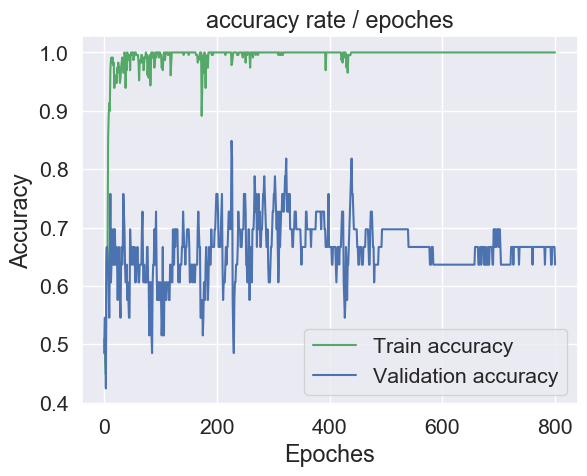 accuracy rate / epoches
1.0
0.9
0.8
0.7
0.6
0.5
0.4
Accuracy
Train accuracy
Validation accuracy
0
200
400
600
800
Epoches